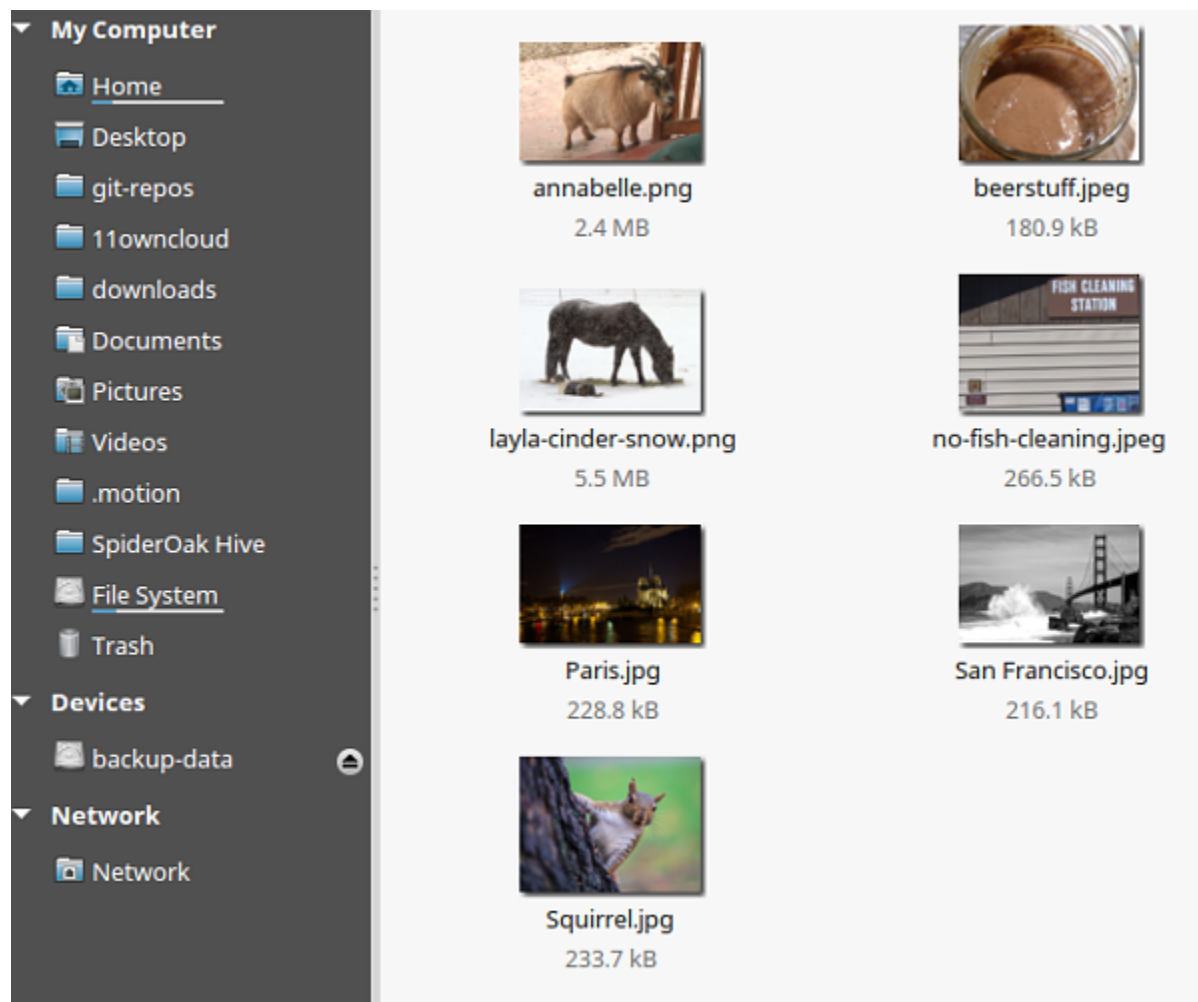 My Computer
Home
Desktop
git-repos
11owncloud
downloads
Documents
Pictures
Videos
.motion
SpiderOak Hive
File System
Trash
Devices
backup-data
Network
Network
annabelle.png
2.4 MB
beerstuff.jpeg
180.9 kB
FISH CLEANING
STATION
layla-cinder-snow.png
5.5 MB
no-fish-cleaning.jpeg
266.5 kB
Paris.jpg
228.8 kB
San Francisco.jpg
216.1 kB
Squirrel.jpg
233.7 kB